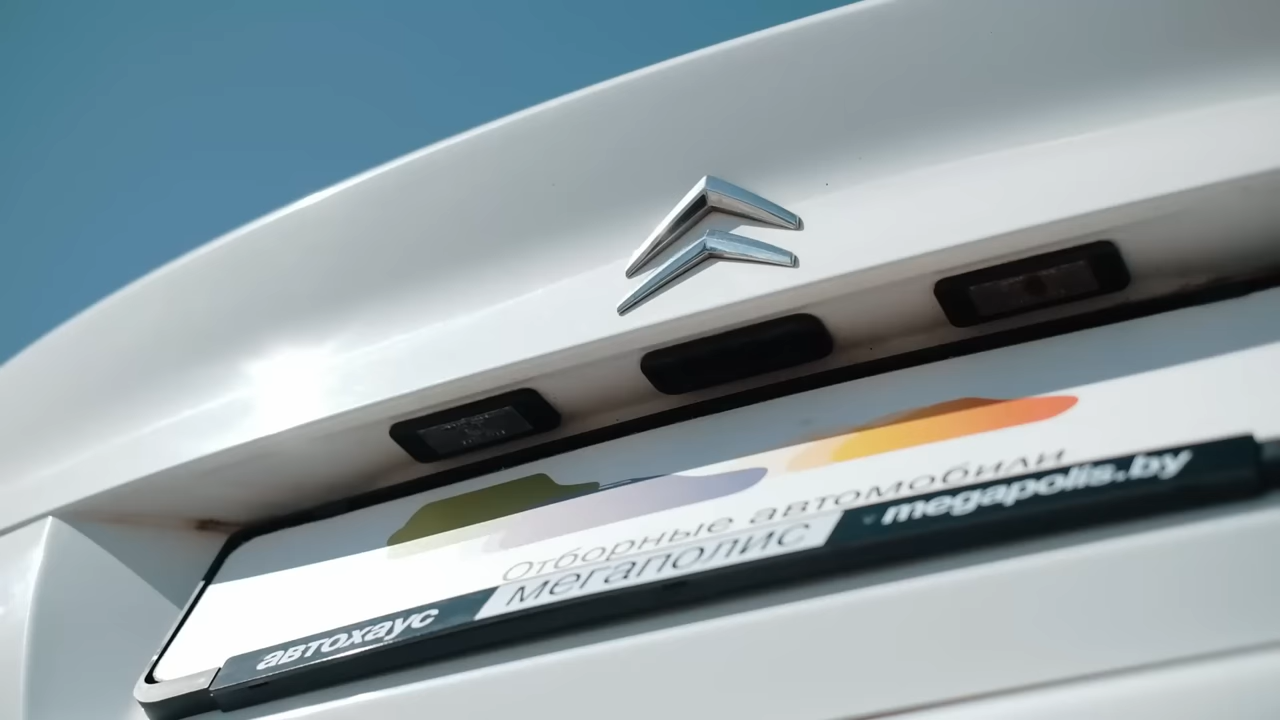 Отборные автомобили
автохаус мегаполис megapolis.by